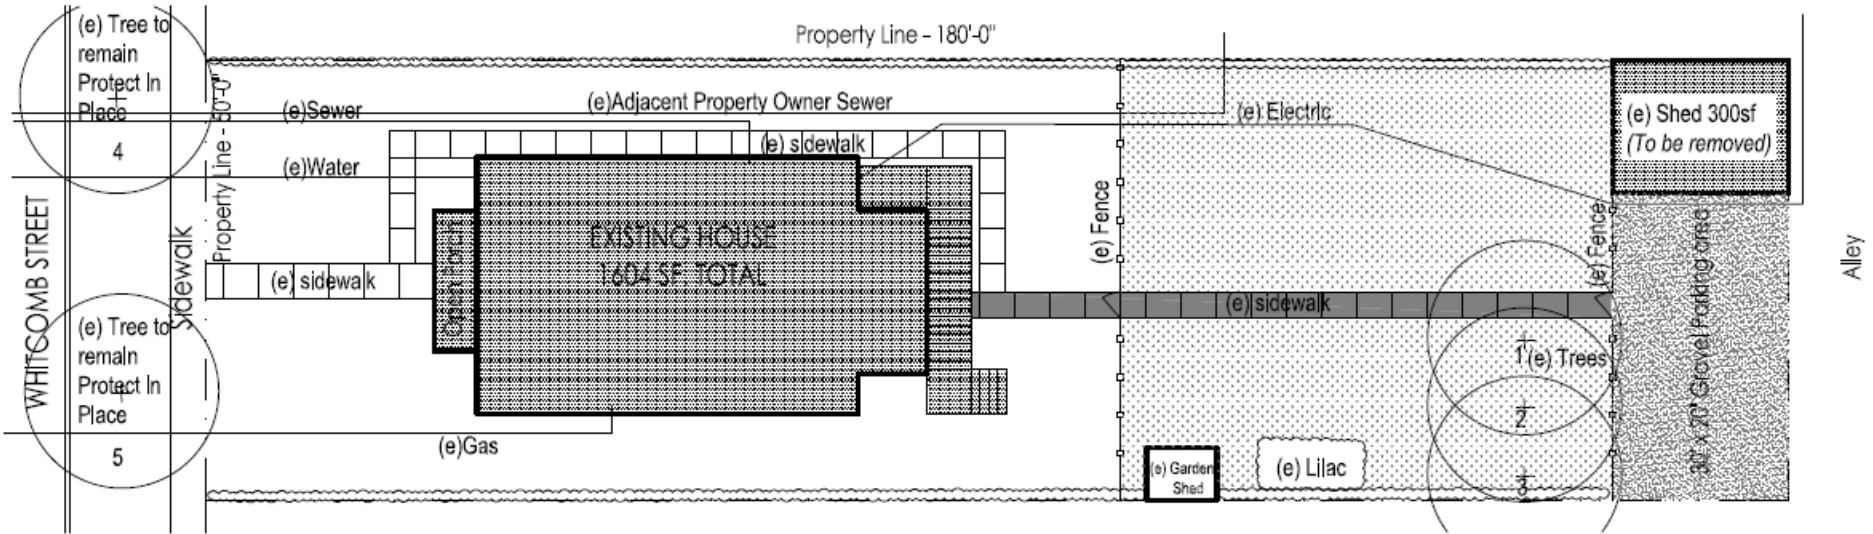 (e) Tree to
remain
Protect In
Place
4
Property Line - 180'-0"
Property Line - 50'-0"
(e)Sewer
(e)Adjacent Property Owner Sewer
(e) Electric
(e) Shed 300sf
(To be removed)
(e) sidewalk
(e)Water
WHITCOMB STREET
Sidewalk
(e) sidewalk
Open Porch
EXISTING HOUSE
1604 SF. TOTAL
(e) Fence
(e) Fence
(e) sidewalk
30' x 20' Gravel Parking area
Alley
(e) Tree to
remain
Protect In
Place
5
1
(e) Trees
2
3
(e)Gas
(e) Garden
Shed
(e) Lilac